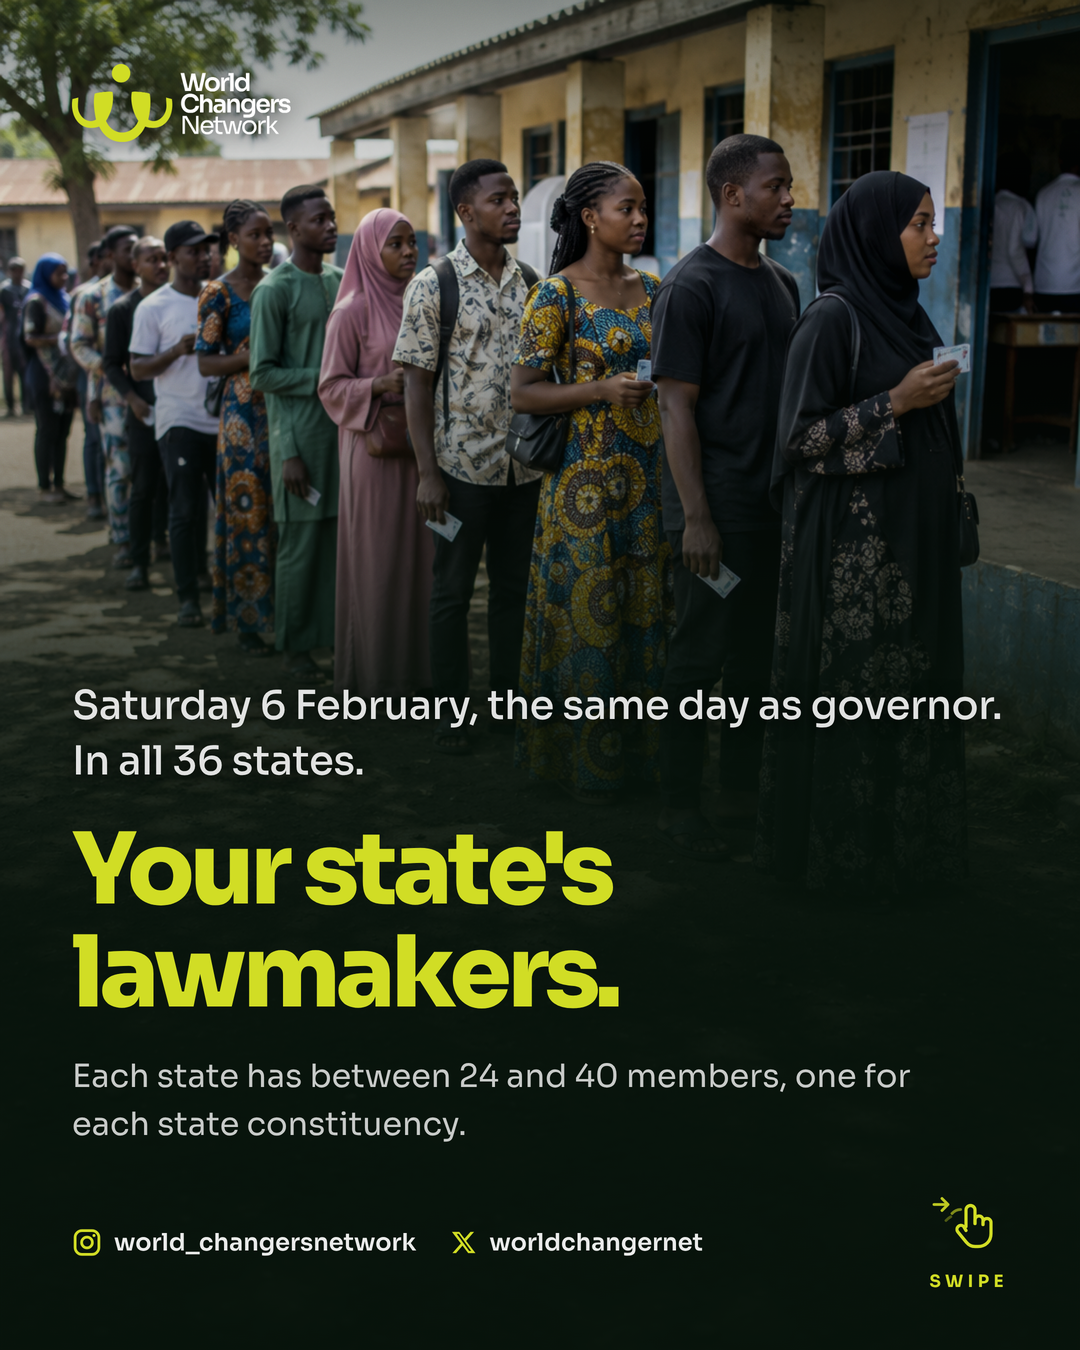 World
Changers
Network
Saturday 6 February, the same day as governor.
In all 36 states.
Your state's
lawmakers.
Each state has between 24 and 40 members, one for
each state constituency.
world_changersnetwork
worldchangernet
SWIPE